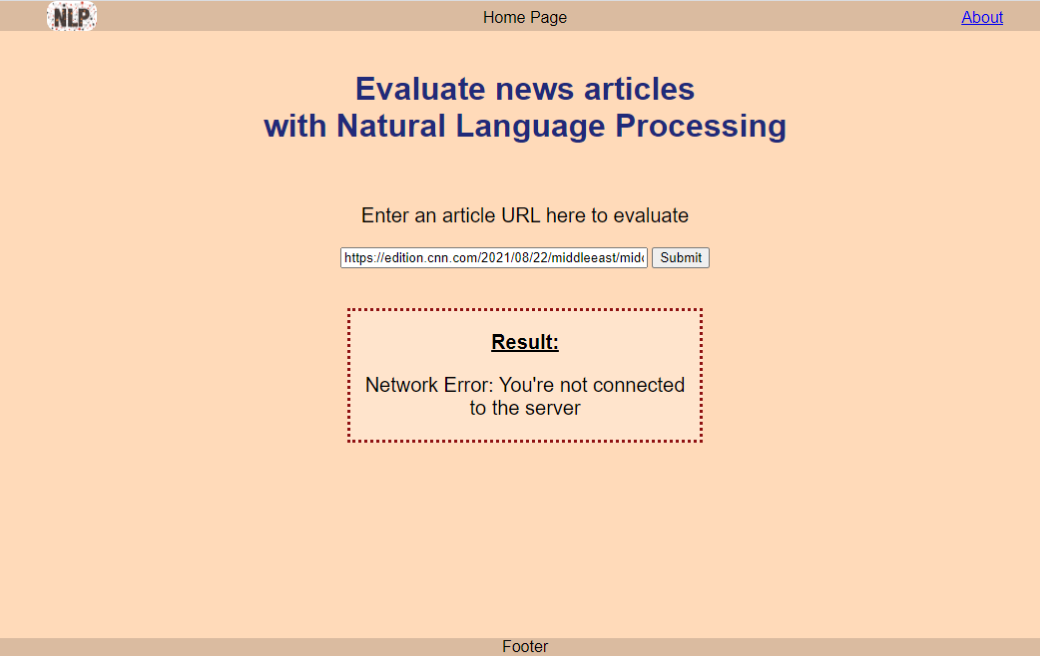 NLP
Home Page
About
Evaluate news articles
with Natural Language Processing
Enter an article URL here to evaluate
https://edition.cnn.com/2021/08/22/middleeast/mid
Submit
Result:
Network Error: You're not connected
to the server
Footer